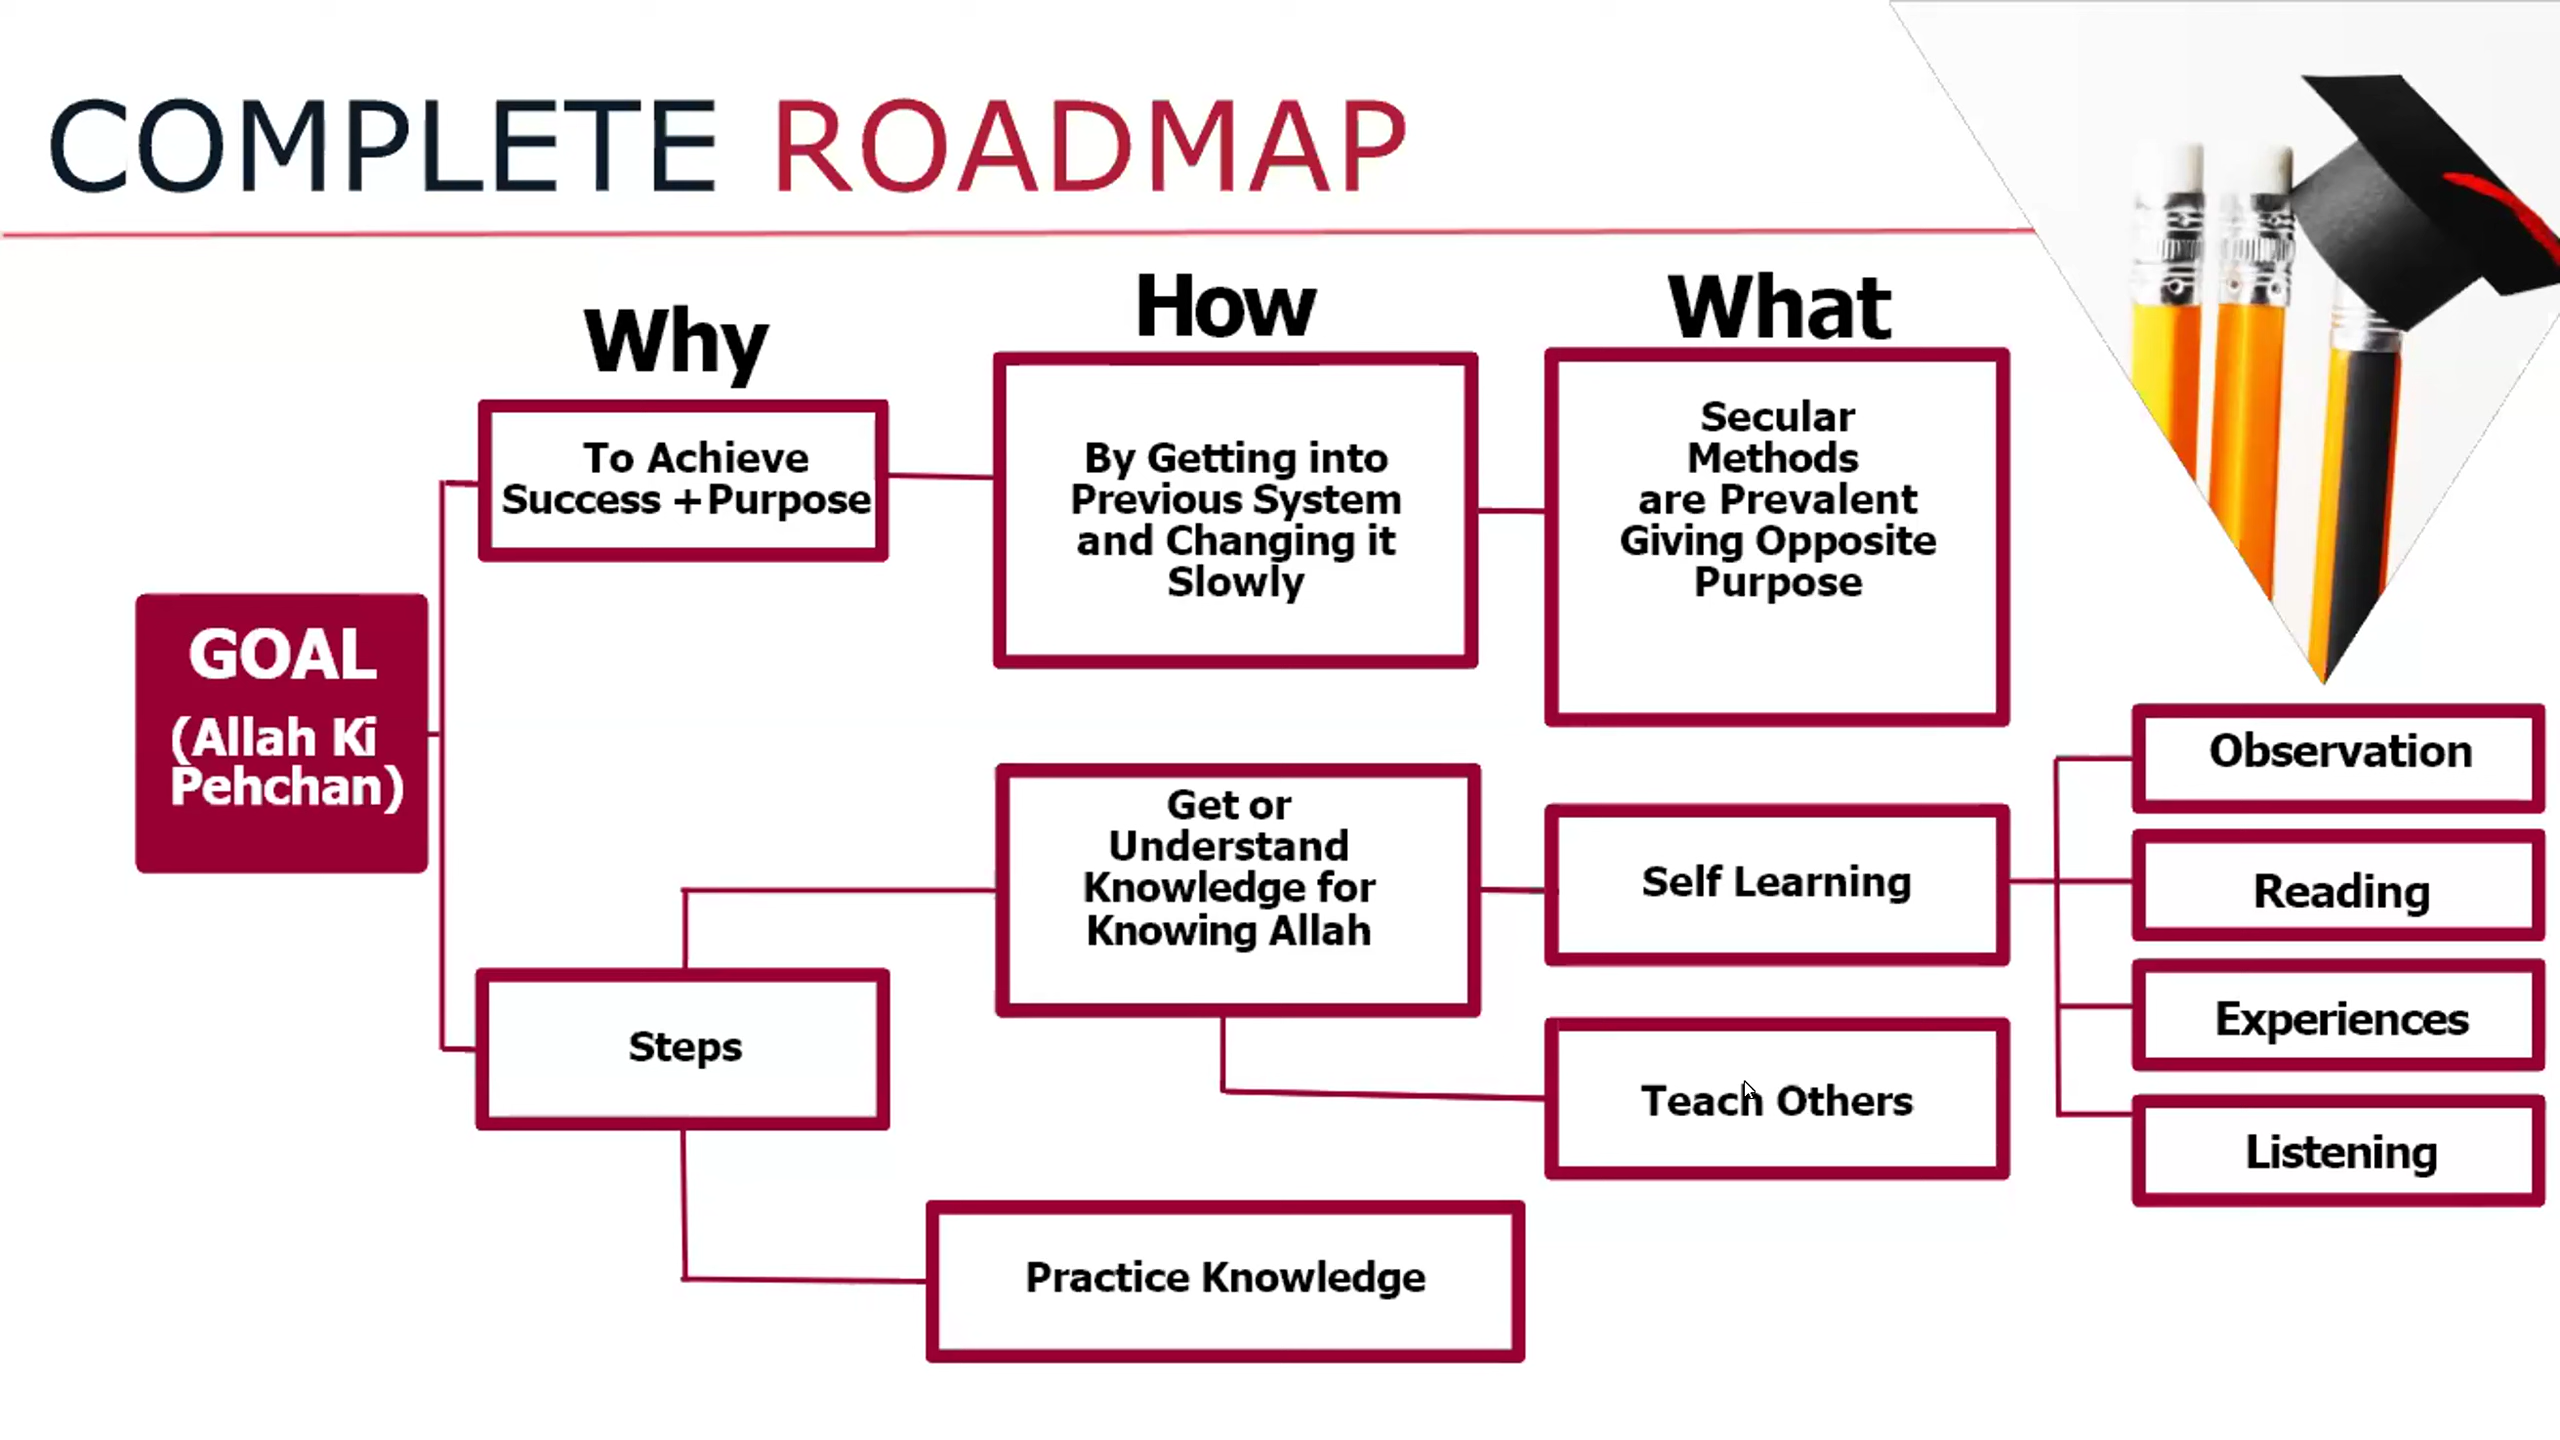 COMPLETE ROADMAP
Why
How
What
To Achieve
Success +Purpose
By Getting into
Previous System
and Changing it
Slowly
Secular
Methods
are Prevalent
Giving Opposite
Purpose
GOAL
(Allah Ki
Pehchan)
Get or
Understand
Knowledge for
Knowing Allah
Self Learning
Observation
Reading
Experiences
Listening
Steps
Teach Others
Practice Knowledge